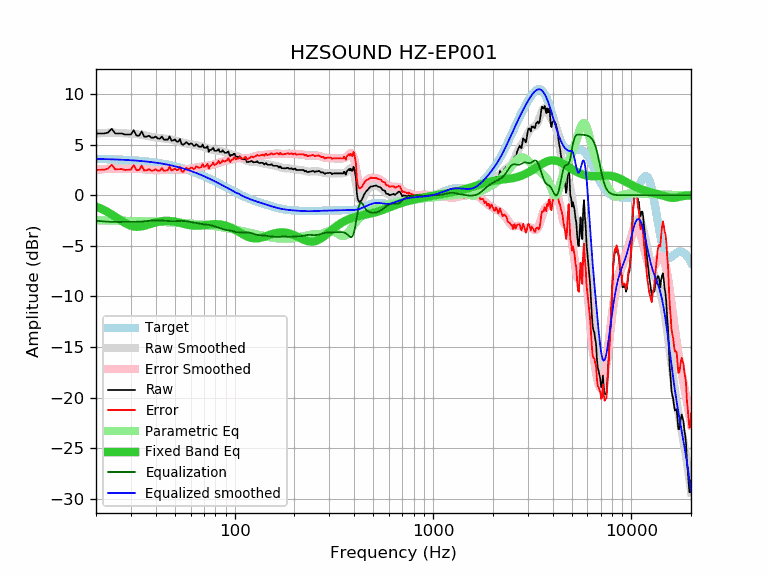 HZSOUND HZ-EP001
10
5
0
−5
−10
−15
−20
−25
−30
Amplitude (dBr)
Target
Raw Smoothed
Error Smoothed
Raw
Error
Parametric Eq
Fixed Band Eq
Equalization
Equalized smoothed
100
1000
10000
Frequency (Hz)